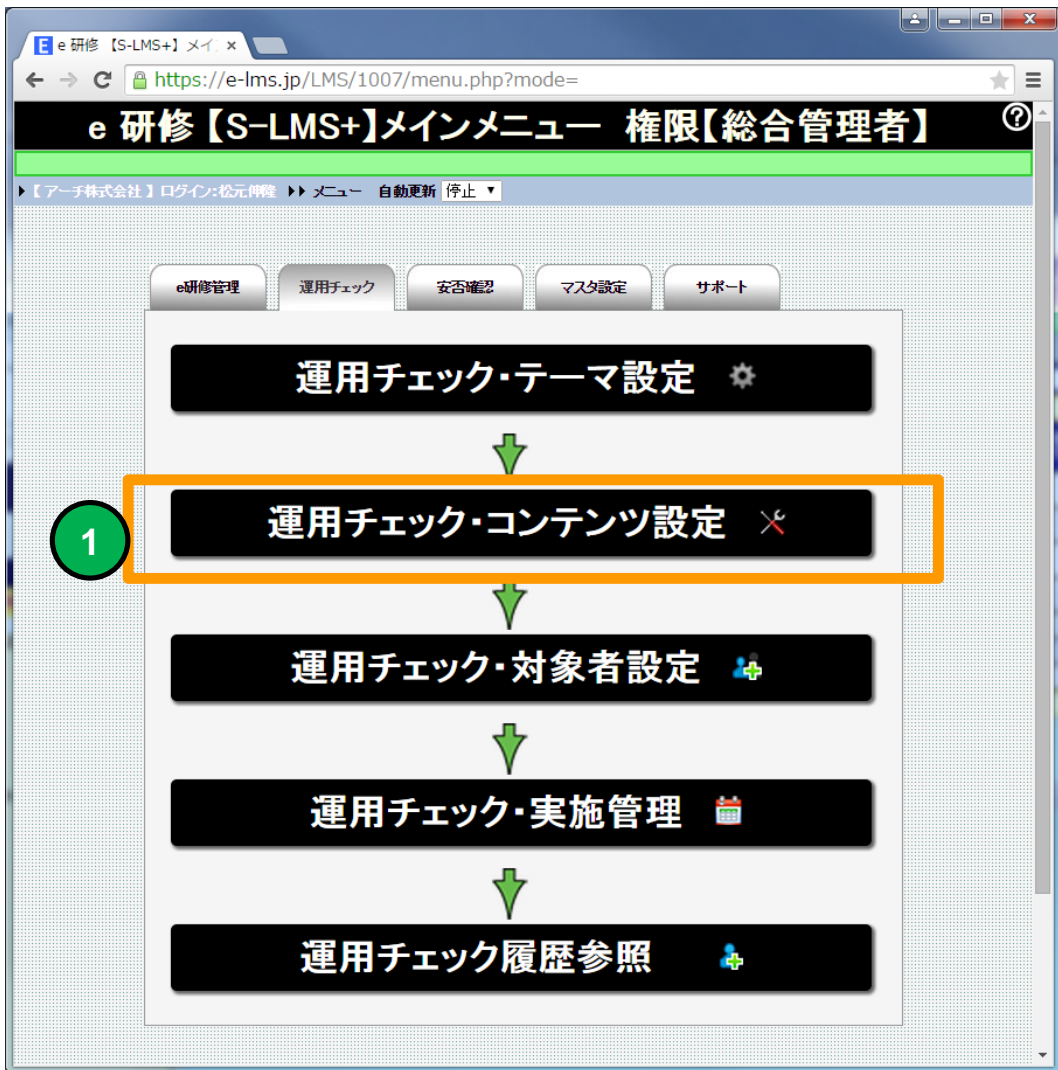 e 研修 【S-LMS+】 メイ
https://e-lms.jp/LMS/1007/menu.php?mode=
e 研修【S-LMS+】メインメニュー 権限【総合管理者】
【 アーチ株式会社 】 ログイン:松元伸隆 メニュー 自動更新 停止
e研修管理 運用チェック 安否確認 マスタ設定 サポート
運用チェック・テーマ設定
1 運用チェック・コンテンツ設定
運用チェック・対象者設定
運用チェック・実施管理
運用チェック履歴参照